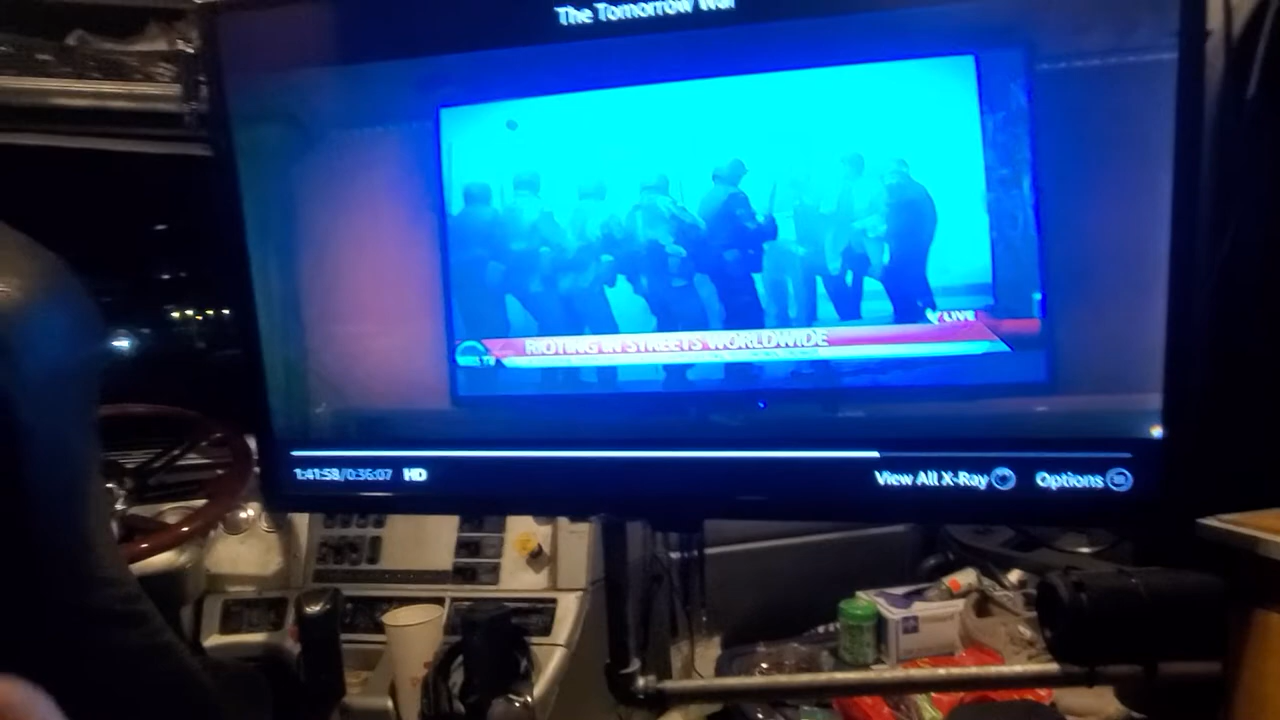 The Tomorrow War
LIVE
RIOTING IN STREETS WORLDWIDE
1:41:58/0:36:07 HD
View All X-Ray
Options